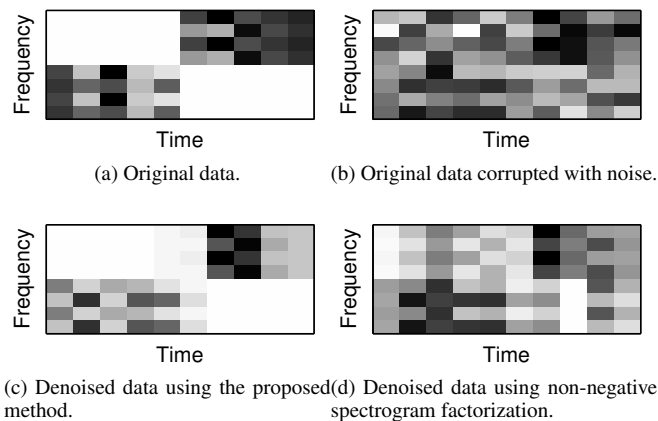 Frequency
Time
(a) Original data.
Frequency
Time
(b) Original data corrupted with noise.
Frequency
Time
(c) Denoised data using the proposed
method.
Frequency
Time
(d) Denoised data using non-negative
spectrogram factorization.